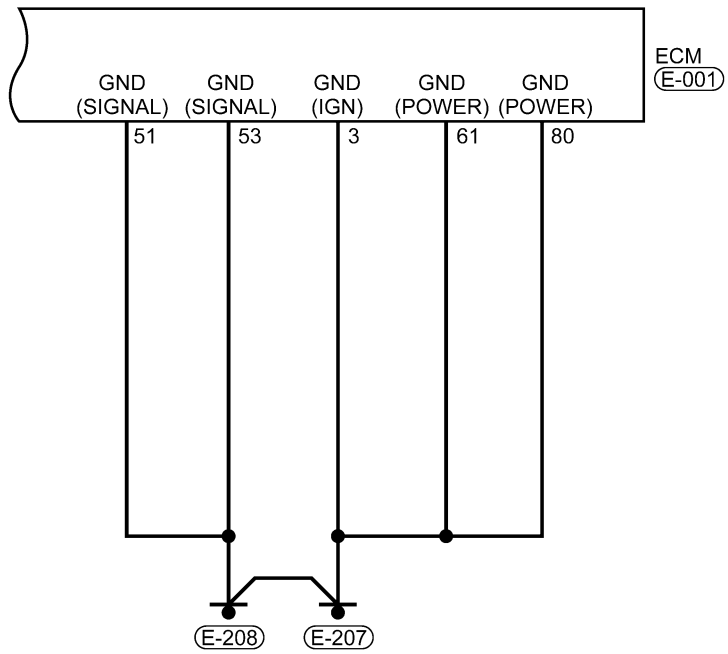 ECM
E-001
GND
(SIGNAL)
GND
(SIGNAL)
GND
(IGN)
GND
(POWER)
GND
(POWER)
51
53
3
61
80
E-208
E-207